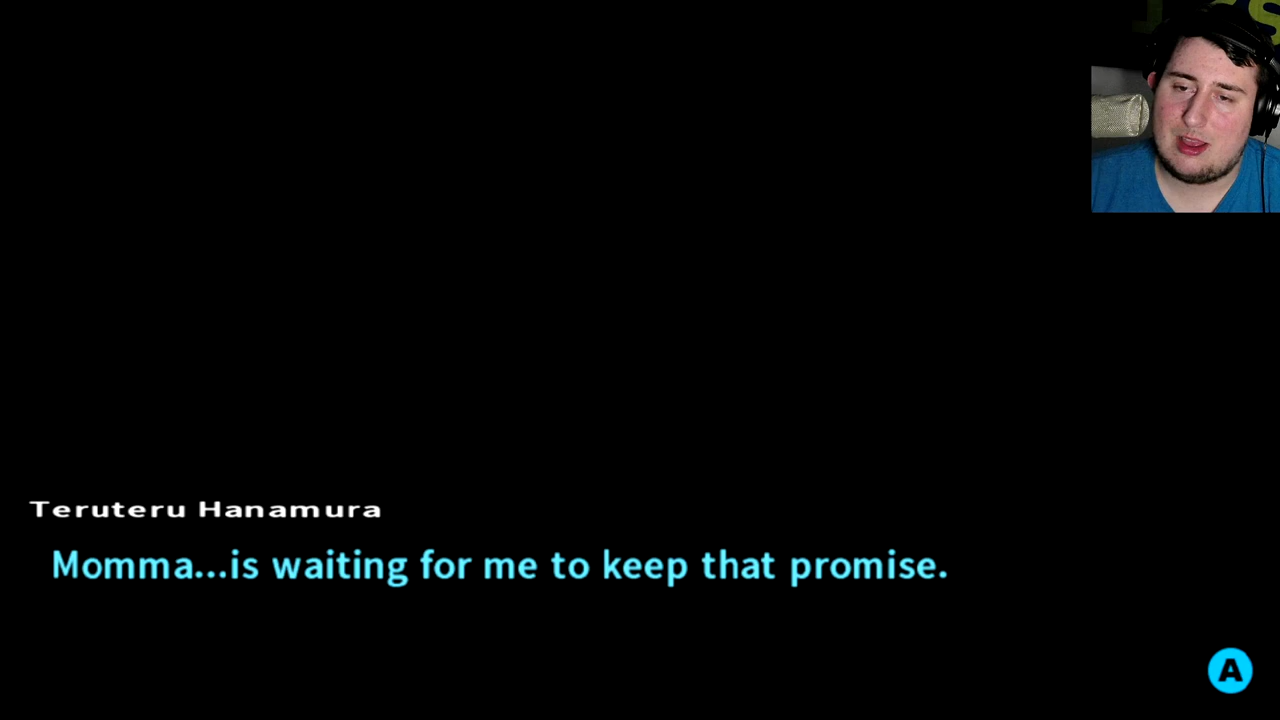 Teruteru Hanamura
Momma...is waiting for me to keep that promise.
A